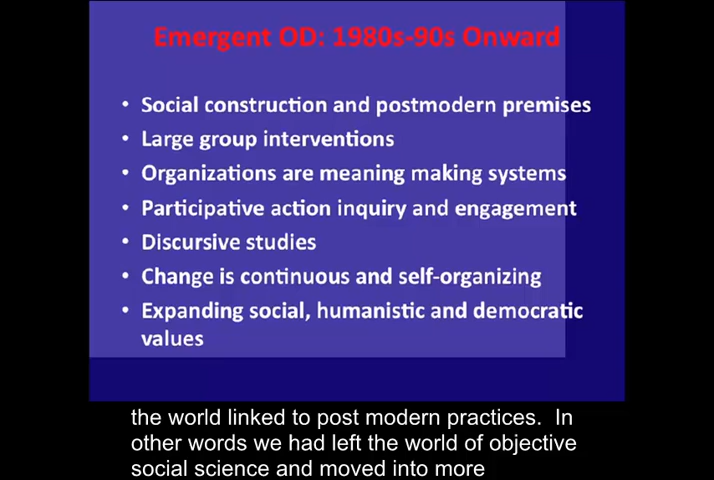 Emergent OD: 1980s-90s Onward
• Social construction and postmodern premises
• Large group interventions
• Organizations are meaning making systems
• Participative action inquiry and engagement
• Discursive studies
• Change is continuous and self-organizing
• Expanding social, humanistic and democratic
values
the world linked to post modern practices.  In
other words we had left the world of objective
social science and moved into more